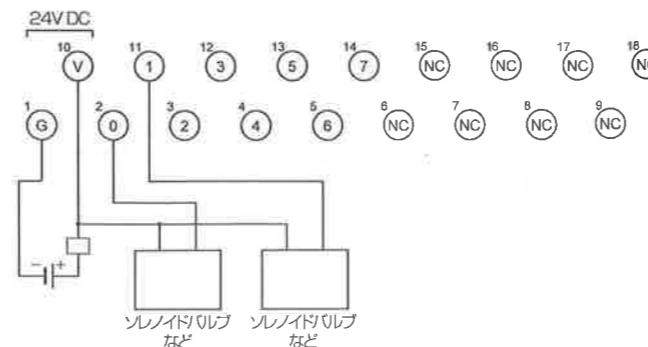 24V DC
10 11 12 13 14 15 16 17 18
V 1 3 5 7 NC NC NC
1 2 3 4 5 6 7 8 9
G 0 2 4 6 NC NC NC NC
- +
ソレノイドバルブ ソレノイドバルブ
など など